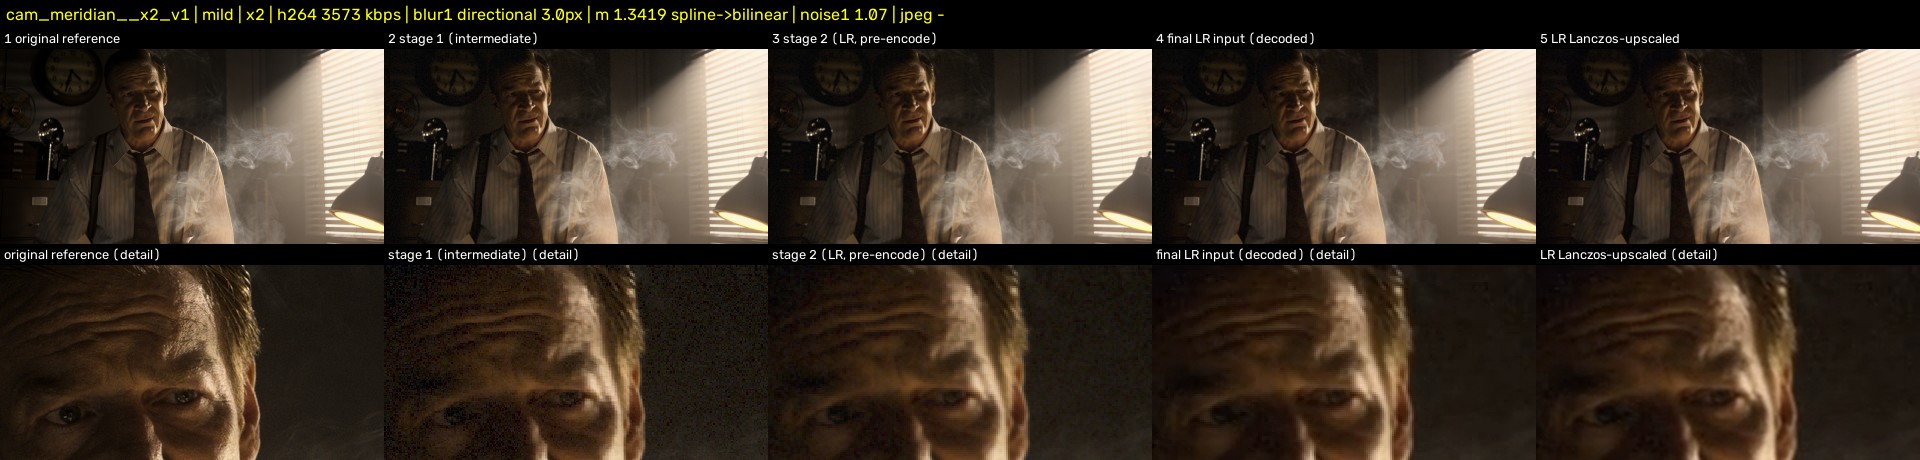 cam_meridian__x2_v1 | mild | x2 | h264 3573 kbps | blur1 directional 3.0px | m 1.3419 spline->bilinear | noise1 1.07 | jpeg -
1 original reference
2 stage 1 (intermediate)
3 stage 2 (LR, pre-encode)
4 final LR input (decoded)
5 LR Lanczos-upscaled
original reference (detail)
stage 1 (intermediate) (detail)
stage 2 (LR, pre-encode) (detail)
final LR input (decoded) (detail)
LR Lanczos-upscaled (detail)